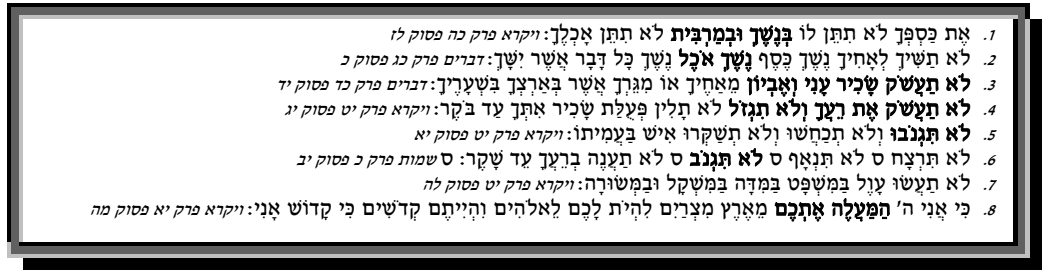 1. אֶת כַּסְפְּךָ לֹא תִתֵּן לוֹ בְּנֶשֶׁךְ וּבְמַרְבִּית לֹא תִתֵּן אָכְלֶךָ: ויקרא פרק כה פסוק לז
2. לֹא תַשִּׁיךְ לְאָחִיךָ נֶשֶׁךְ כֶּסֶף נֶשֶׁךְ אֹכֶל נֶשֶׁךְ כָּל דָּבָר אֲשֶׁר יִשָּׁךְ: דברים פרק כג פסוק כ
3. לֹא תַעֲשֹׁק שָׂכִיר עָנִי וְאֶבְיוֹן מֵאַחֶיךָ אוֹ מִגֵּרְךָ אֲשֶׁר בְּאַרְצְךָ בִּשְׁעָרֶיךָ: דברים פרק כד פסוק יד
4. לֹא תַעֲשֹׁק אֶת רֵעֲךָ וְלֹא תִגְזֹל לֹא תָלִין פְּעֻלַּת שָׂכִיר אִתְּךָ עַד בֹּקֶר: ויקרא פרק יט פסוק יג
5. לֹא תִּגְנֹבוּ וְלֹא תְכַחֲשׁוּ וְלֹא תְשַׁקְּרוּ אִישׁ בַּעֲמִיתוֹ: ויקרא פרק יט פסוק יא
6. לֹא תִּרְצָח ס לֹא תִּנְאָף ס לֹא תִּגְנֹב ס לֹא תַעֲנֶה בְרֵעֲךָ עֵד שָׁקֶר: ס שמות פרק כ פסוק יב
7. לֹא תַעֲשׂוּ עָוֶל בַּמִּשְׁפָּט בַּמִּדָּה בַּמִּשְׁקָל וּבַמְּשׂוּרָה: ויקרא פרק יט פסוק לה
8. כִּי אֲנִי ה' הַמַּעֲלֶה אֶתְכֶם מֵאֶרֶץ מִצְרַיִם לִהְיֹת לָכֶם לֵאלֹהִים וִהְיִיתֶם קְדֹשִׁים כִּי קָדוֹשׁ אָנִי: ויקרא פרק יא פסוק מה